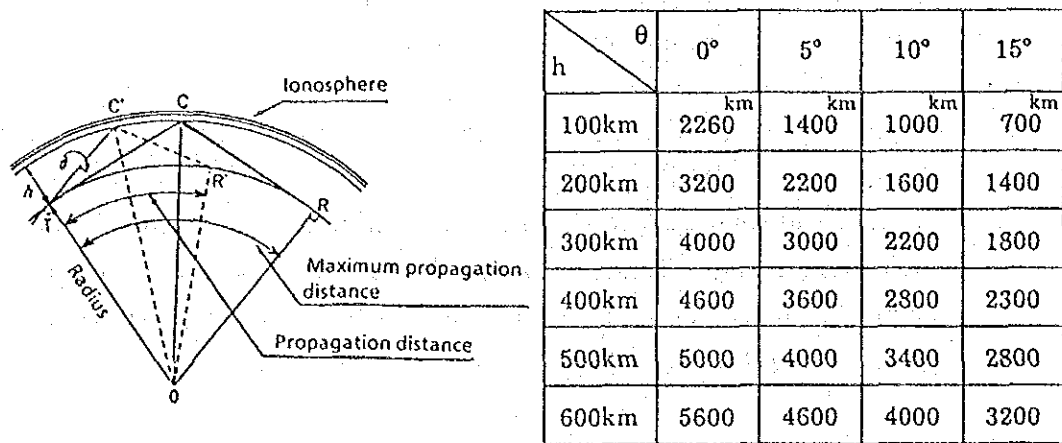 Ionosphere
C' C
h
R' R
T
Radius
Maximum propagation
distance
Propagation distance
O
θ
h 0° 5° 10° 15°
km km km km
100km 2260 1400 1000 700
200km 3200 2200 1600 1400
300km 4000 3000 2200 1800
400km 4600 3600 2800 2300
500km 5000 4000 3400 2800
600km 5600 4600 4000 3200